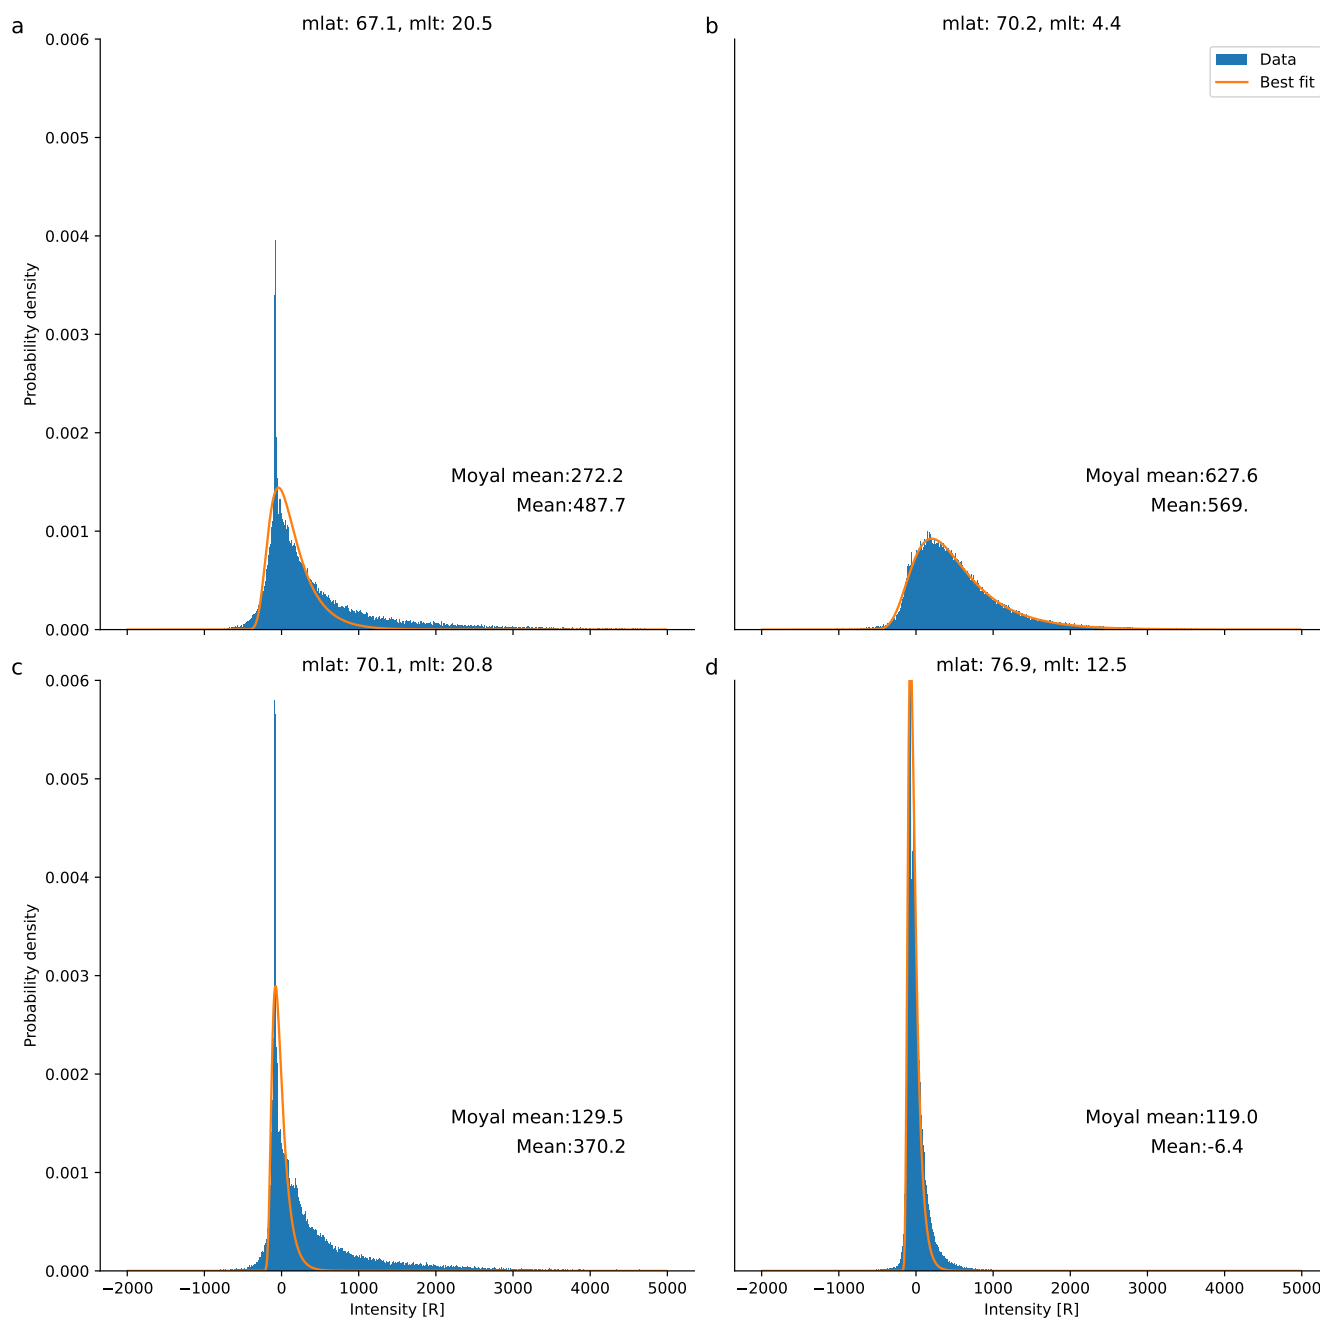 a
mlat: 67.1, mlt: 20.5
0.006
0.005
0.004
0.003
0.002
0.001
0.000
Probability density
Moyal mean:272.2
Mean:487.7
b
mlat: 70.2, mlt: 4.4
Data
Best fit
Moyal mean:627.6
Mean:569.
c
mlat: 70.1, mlt: 20.8
0.006
0.005
0.004
0.003
0.002
0.001
0.000
Probability density
Moyal mean:129.5
Mean:370.2
−2000 −1000 0 1000 2000 3000 4000 5000
Intensity [R]
d
mlat: 76.9, mlt: 12.5
Moyal mean:119.0
Mean:-6.4
−2000 −1000 0 1000 2000 3000 4000 5000
Intensity [R]